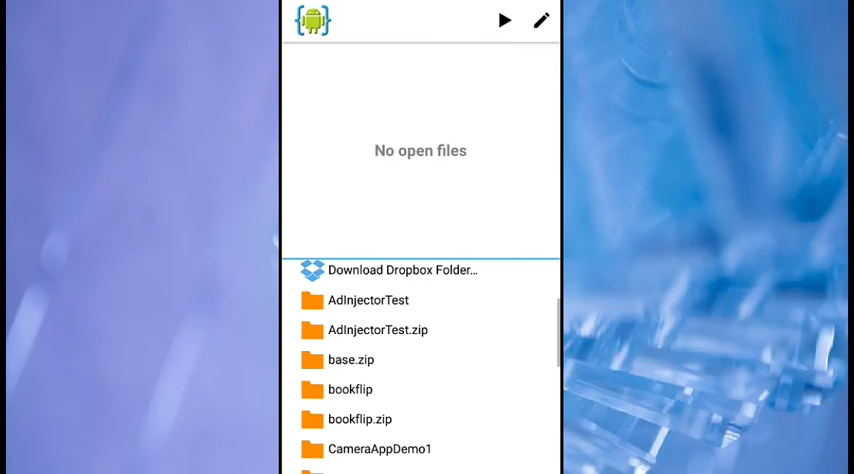 No open files
Download Dropbox Folder...
AdInjectorTest
AdInjectorTest.zip
base.zip
bookflip
bookflip.zip
CameraAppDemo1